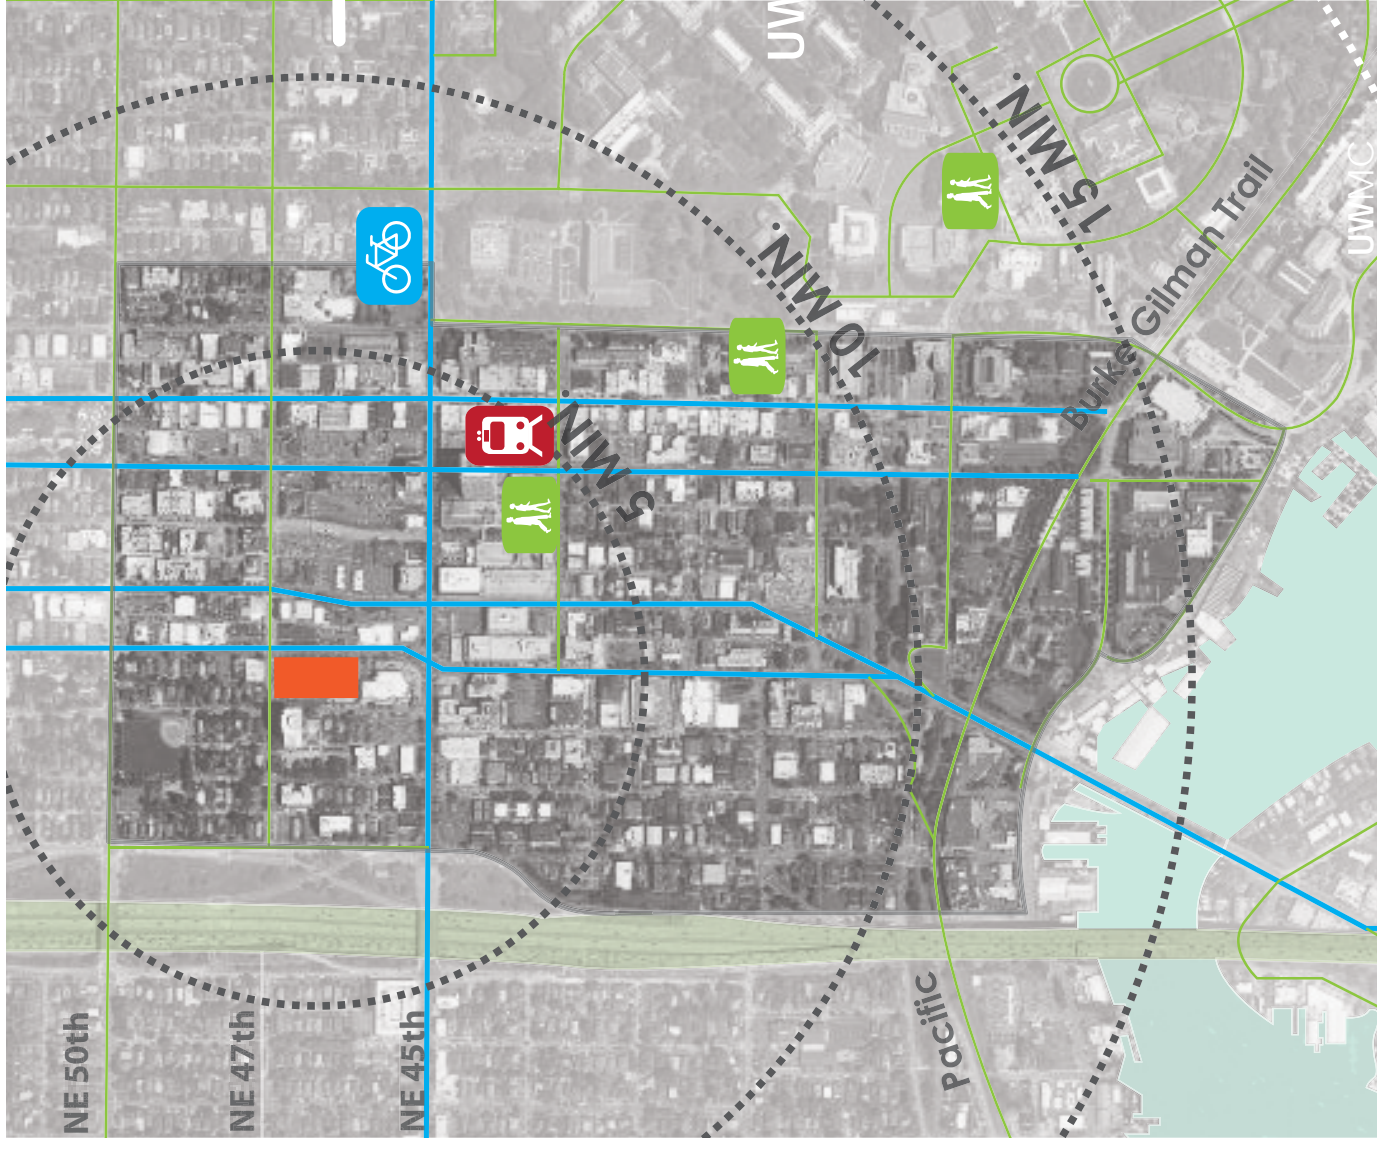 UW
15 MIN.
10 MIN.
5 MIN.
Burke Gilman Trail
UWMC
NE 50th
NE 47th
NE 45th
Pacific